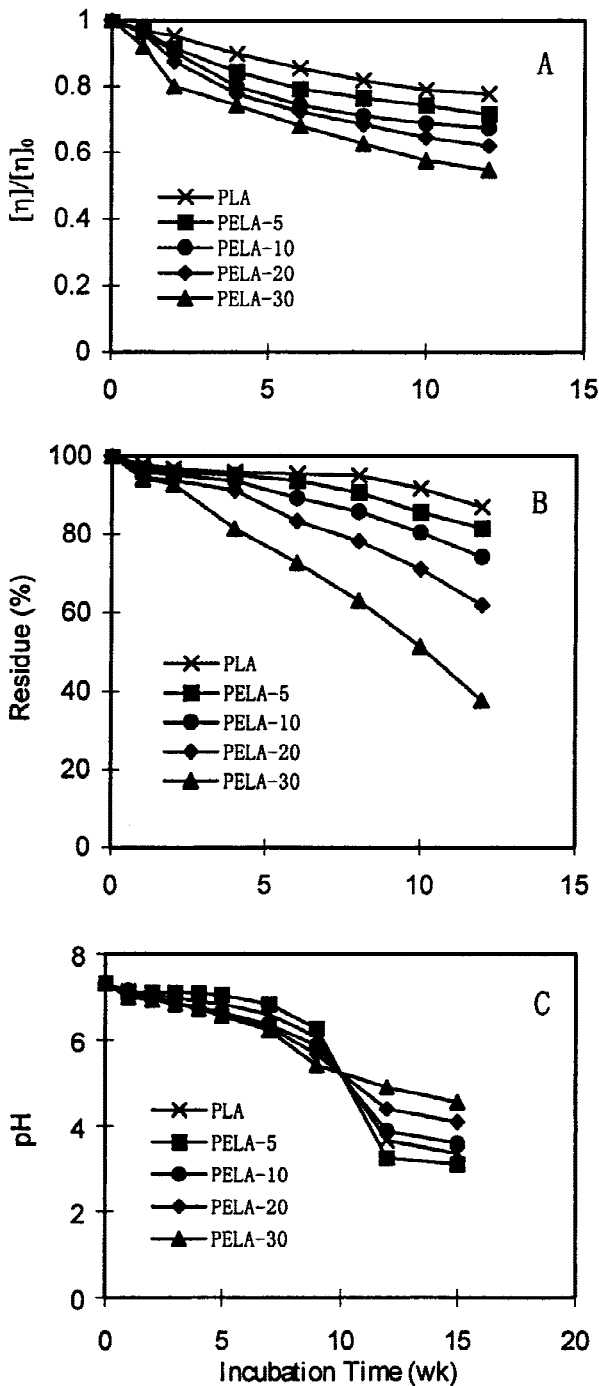 1
0.8
0.6
0.4
0.2
0
[η]/[η]₀
A
PLA
PELA-5
PELA-10
PELA-20
PELA-30
0 5 10 15
100
80
60
40
20
0
Residue (%)
B
PLA
PELA-5
PELA-10
PELA-20
PELA-30
0 5 10 15
8
6
4
2
0
pH
C
PLA
PELA-5
PELA-10
PELA-20
PELA-30
0 5 10 15 20
Incubation Time (wk)